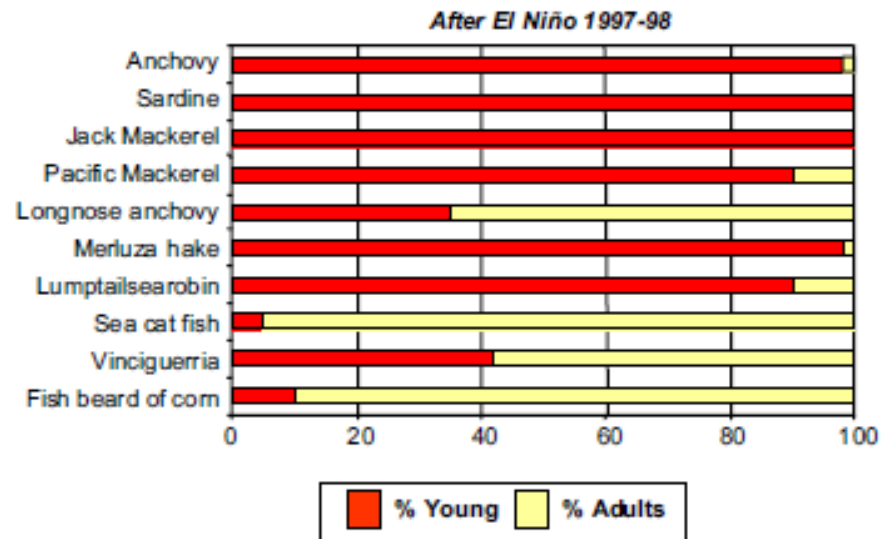 After El Niño 1997-98
Anchovy
Sardine
Jack Mackerel
Pacific Mackerel
Longnose anchovy
Merluza hake
Lumptailsearobin
Sea cat fish
Vinciguerria
Fish beard of corn
0 20 40 60 80 100
% Young % Adults